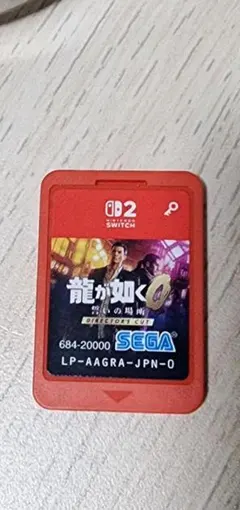 2
NINTENDO
SWITCH
龍が如く0
誓いの場所
DIRECTOR'S CUT
684-20000 SEGA
LP-AAGRA-JPN-0